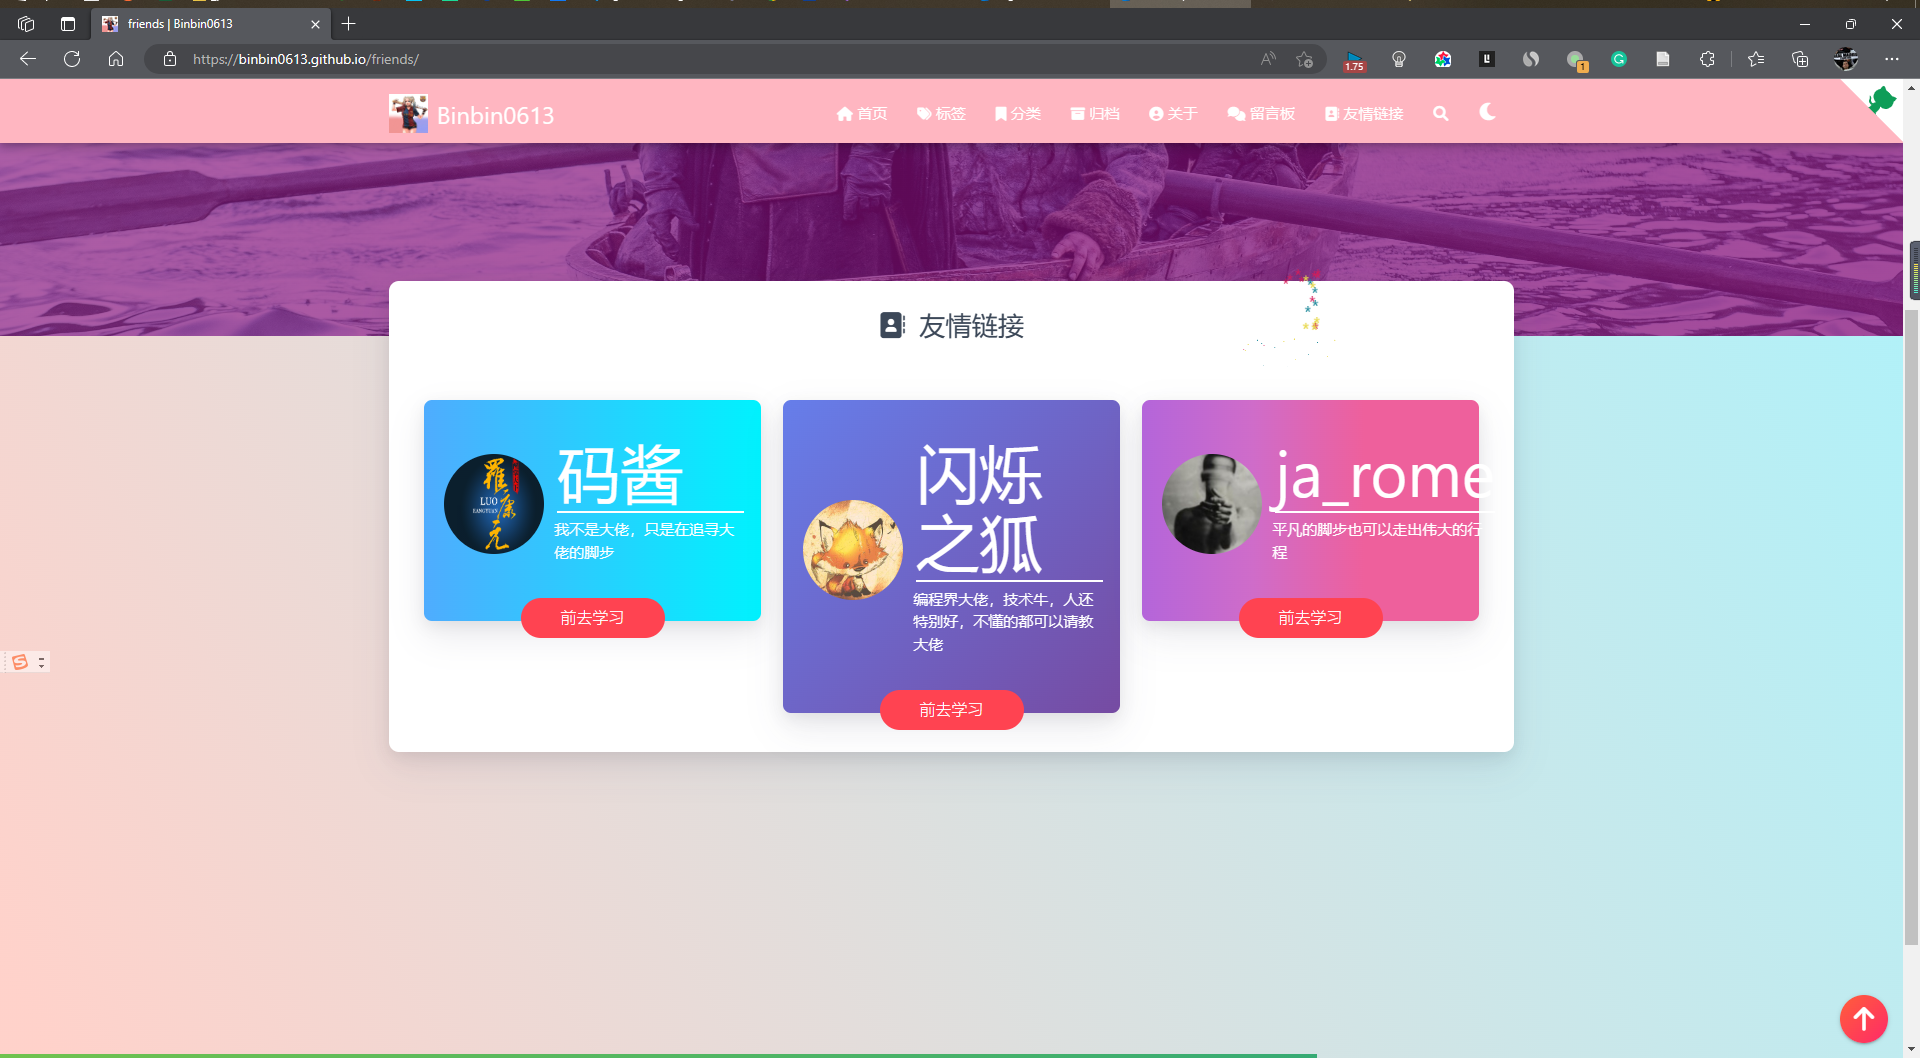 friends | Binbin0613
https://binbin0613.github.io/friends/
1.75
1
Binbin0613
首页
标签
分类
归档
关于
留言板
友情链接
友情链接
码酱
我不是大佬，只是在追寻大
佬的脚步
前去学习
闪烁
之狐
编程界大佬，技术牛，人还
特别好，不懂的都可以请教
大佬
前去学习
ja_rome
平凡的脚步也可以走出伟大的行
程
前去学习
羅康元
LUO